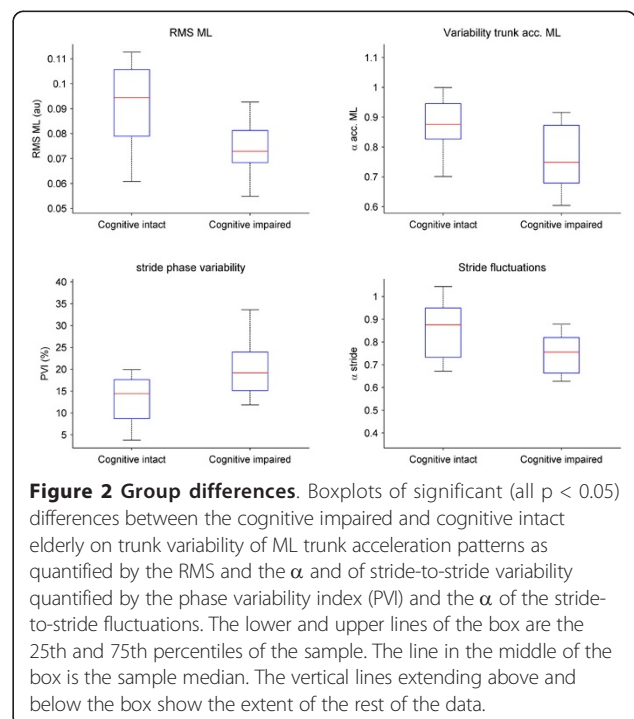 RMS ML
Variability trunk acc. ML
0.11
0.1
0.09
0.08
0.07
0.06
0.05
RMS ML (au)
Cognitive intact Cognitive impaired
1.1
1
0.9
0.8
0.7
0.6
α acc. ML
Cognitive intact Cognitive impaired
stride phase variability
Stride fluctuations
40
35
30
25
20
15
10
5
PVI (%)
Cognitive intact Cognitive impaired
1
0.9
0.8
0.7
0.6
0.5
0.4
α stride
Cognitive intact Cognitive impaired
Figure 2 Group differences. Boxplots of significant (all p < 0.05)
differences between the cognitive impaired and cognitive intact
elderly on trunk variability of ML trunk acceleration patterns as
quantified by the RMS and the α and of stride-to-stride variability
quantified by the phase variability index (PVI) and the α of the stride-
to-stride fluctuations. The lower and upper lines of the box are the
25th and 75th percentiles of the sample. The line in the middle of the
box is the sample median. The vertical lines extending above and
below the box show the extent of the rest of the data.